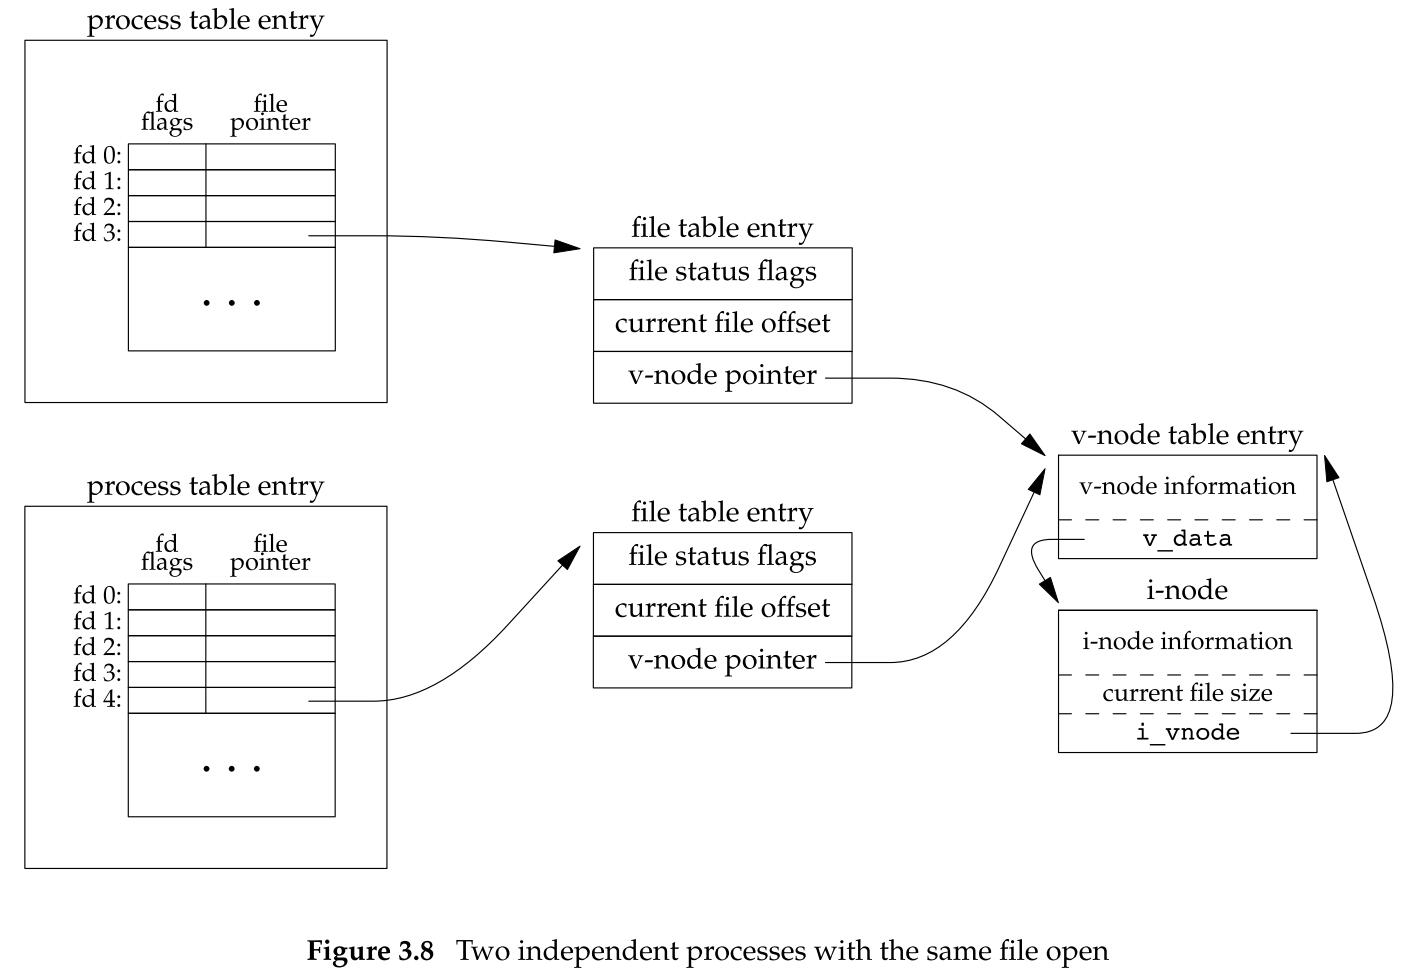 process table entry
fd flags
file pointer
fd 0:
fd 1:
fd 2:
fd 3:
. . .
file table entry
file status flags
current file offset
v-node pointer
process table entry
fd flags
file pointer
fd 0:
fd 1:
fd 2:
fd 3:
fd 4:
. . .
file table entry
file status flags
current file offset
v-node pointer
v-node table entry
v-node information
v_data
i-node
i-node information
current file size
i_vnode
Figure 3.8 Two independent processes with the same file open